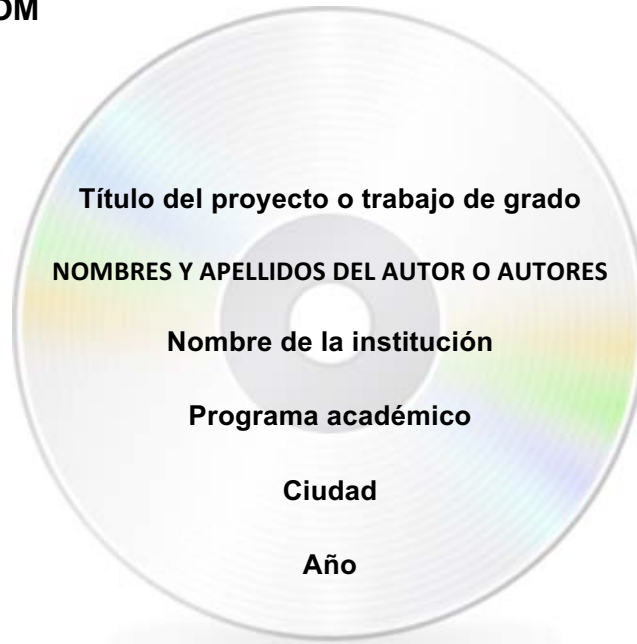 OM
Título del proyecto o trabajo de grado
NOMBRES Y APELLIDOS DEL AUTOR O AUTORES
Nombre de la institución
Programa académico
Ciudad
Año